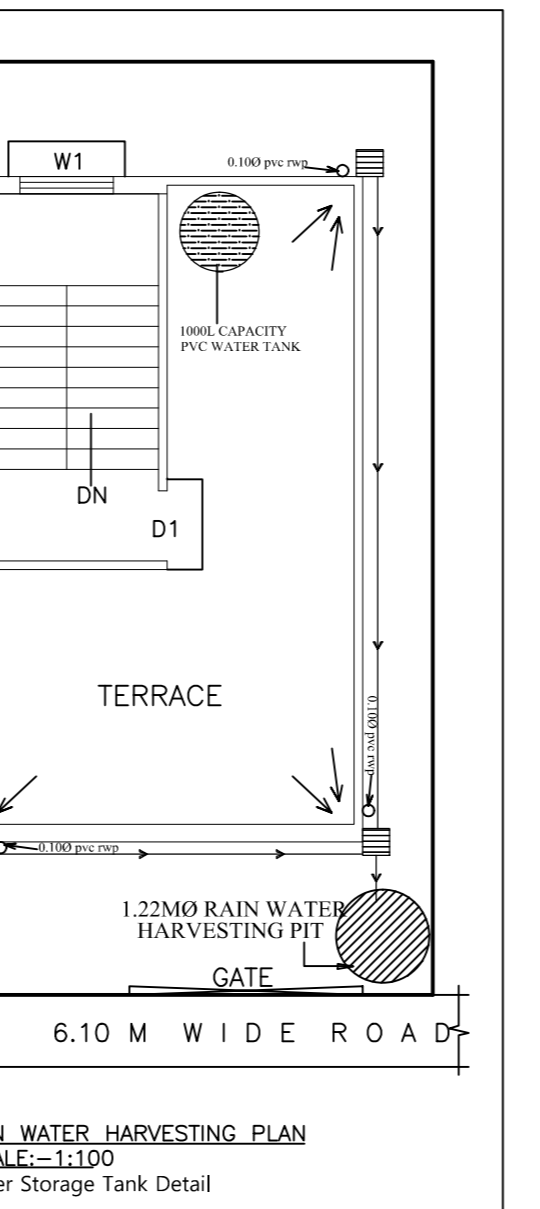 W1
0.10Ø pvc rwp
1000L CAPACITY
PVC WATER TANK
DN
D1
TERRACE
0.10Ø pvc rwp
0.10Ø pvc rwp
1.22MØ RAIN WATER
HARVESTING PIT
GATE
6.10 M WIDE ROAD
WATER HARVESTING PLAN
1:100
Storage Tank Detail